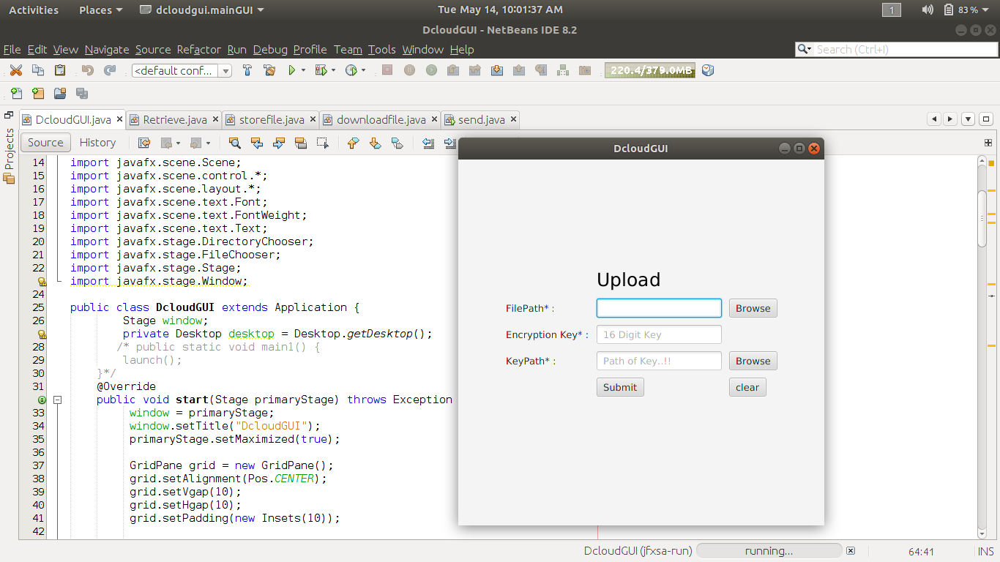 Activities Places dcloudgui.mainGUI Tue May 14, 10:01:37 AM 1 83 %
DcloudGUI - NetBeans IDE 8.2
File Edit View Navigate Source Refactor Run Debug Profile Team Tools Window Help Search (Ctrl+I)
<default conf... 220.4/379.0MB
DcloudGUI.java Retrieve.java storefile.java downloadfile.java send.java
Projects
Source History
14 import javafx.scene.Scene;
15 import javafx.scene.control.*;
16 import javafx.scene.layout.*;
17 import javafx.scene.text.Font;
18 import javafx.scene.text.FontWeight;
19 import javafx.scene.text.Text;
20 import javafx.stage.DirectoryChooser;
21 import javafx.stage.FileChooser;
22 import javafx.stage.Stage;
import javafx.stage.Window;
24
25 public class DcloudGUI extends Application {
26 Stage window;
private Desktop desktop = Desktop.getDesktop();
28 /* public static void main1() {
29 launch();
30 }*/
31 @Override
public void start(Stage primaryStage) throws Exception
33 window = primaryStage;
34 window.setTitle("DcloudGUI");
35 primaryStage.setMaximized(true);
36
37 GridPane grid = new GridPane();
38 grid.setAlignment(Pos.CENTER);
39 grid.setVgap(10);
40 grid.setHgap(10);
41 grid.setPadding(new Insets(10));
42
DcloudGUI
Upload
FilePath* : Browse
Encryption Key* : 16 Digit Key
KeyPath* : Path of Key..!! Browse
Submit clear
DcloudGUI (jfxsa-run) running... 64:41 INS